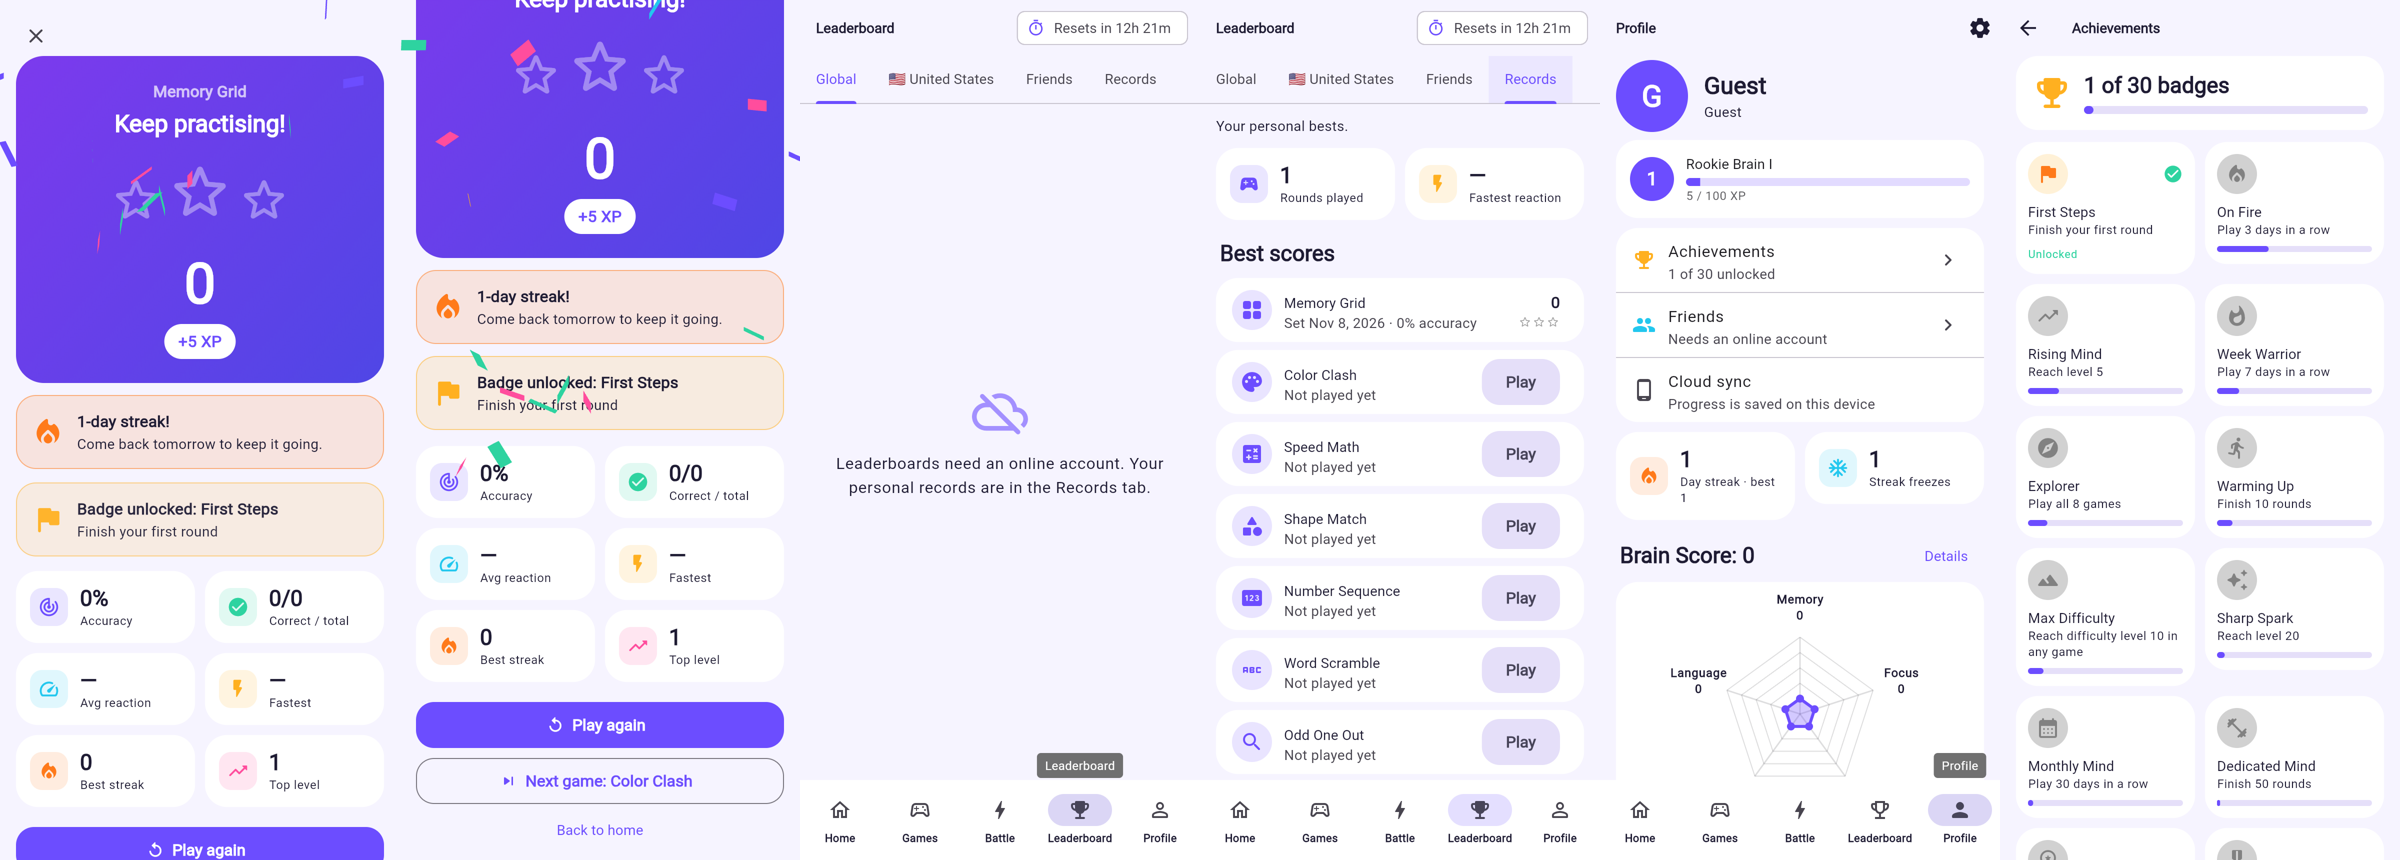 Memory Grid
Keep practising!
0
+5 XP
1-day streak!
Come back tomorrow to keep it going.
Badge unlocked: First Steps
Finish your first round
0%
Accuracy
0/0
Correct / total
—
Avg reaction
—
Fastest
0
Best streak
1
Top level
Play again
Keep practising!
0
+5 XP
1-day streak!
Come back tomorrow to keep it going.
Badge unlocked: First Steps
Finish your first round
0%
Accuracy
0/0
Correct / total
—
Avg reaction
—
Fastest
0
Best streak
1
Top level
Play again
Next game: Color Clash
Back to home
Leaderboard
Resets in 12h 21m
Global
United States
Friends
Records
Leaderboards need an online account. Your
personal records are in the Records tab.
Leaderboard
Home
Games
Battle
Leaderboard
Profile
Leaderboard
Resets in 12h 21m
Global
United States
Friends
Records
Your personal bests.
1
Rounds played
—
Fastest reaction
Best scores
Memory Grid
Set Nov 8, 2026 · 0% accuracy
0
Color Clash
Not played yet
Play
Speed Math
Not played yet
Play
Shape Match
Not played yet
Play
123
Number Sequence
Not played yet
Play
ABC
Word Scramble
Not played yet
Play
Odd One Out
Not played yet
Play
Home
Games
Battle
Leaderboard
Profile
Profile
G
Guest
Guest
1
Rookie Brain I
5 / 100 XP
Achievements
1 of 30 unlocked
Friends
Needs an online account
Cloud sync
Progress is saved on this device
1
Day streak · best
1
1
Streak freezes
Brain Score: 0
Details
Memory
0
Language
0
Focus
0
Profile
Home
Games
Battle
Leaderboard
Profile
Achievements
1 of 30 badges
First Steps
Finish your first round
Unlocked
On Fire
Play 3 days in a row
Rising Mind
Reach level 5
Week Warrior
Play 7 days in a row
Explorer
Play all 8 games
Warming Up
Finish 10 rounds
Max Difficulty
Reach difficulty level 10 in
any game
Sharp Spark
Reach level 20
Monthly Mind
Play 30 days in a row
Dedicated Mind
Finish 50 rounds